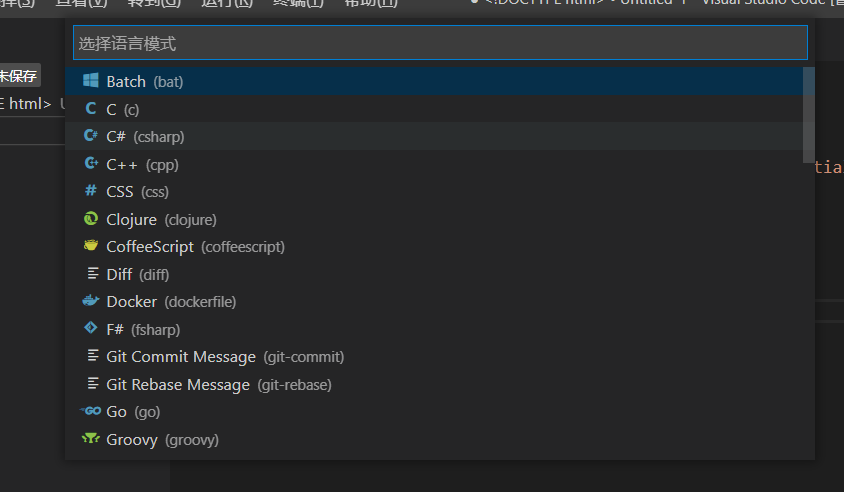 择(S) 查看(V) 转到(G) 运行(R) 终端(T) 帮助(H) ● <!DOCTYPE html> • Untitled-1 - Visual Studio Code
选择语言模式
未保存
E html> U
Batch (bat)
C (c)
C# (csharp)
C++ (cpp)
tia
CSS (css)
Clojure (clojure)
CoffeeScript (coffeescript)
Diff (diff)
Docker (dockerfile)
F# (fsharp)
Git Commit Message (git-commit)
Git Rebase Message (git-rebase)
Go (go)
Groovy (groovy)